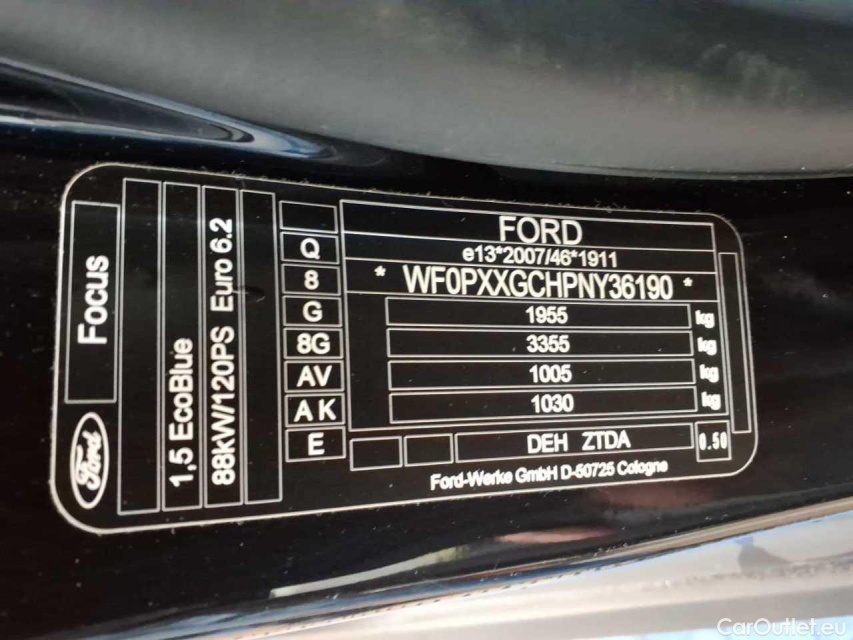 Focus
Ford
1,5 EcoBlue
88kW/120PS Euro 6.2
Q
8
G
8G
AV
A K
E
FORD
e13*2007/46*1911
* WF0PXXGCHPNY36190 *
1955 kg
3355 kg
1005 kg
1030 kg
DEH ZTDA 0.50
Ford-Werke GmbH D-50725 Cologne
CarOutlet.eu